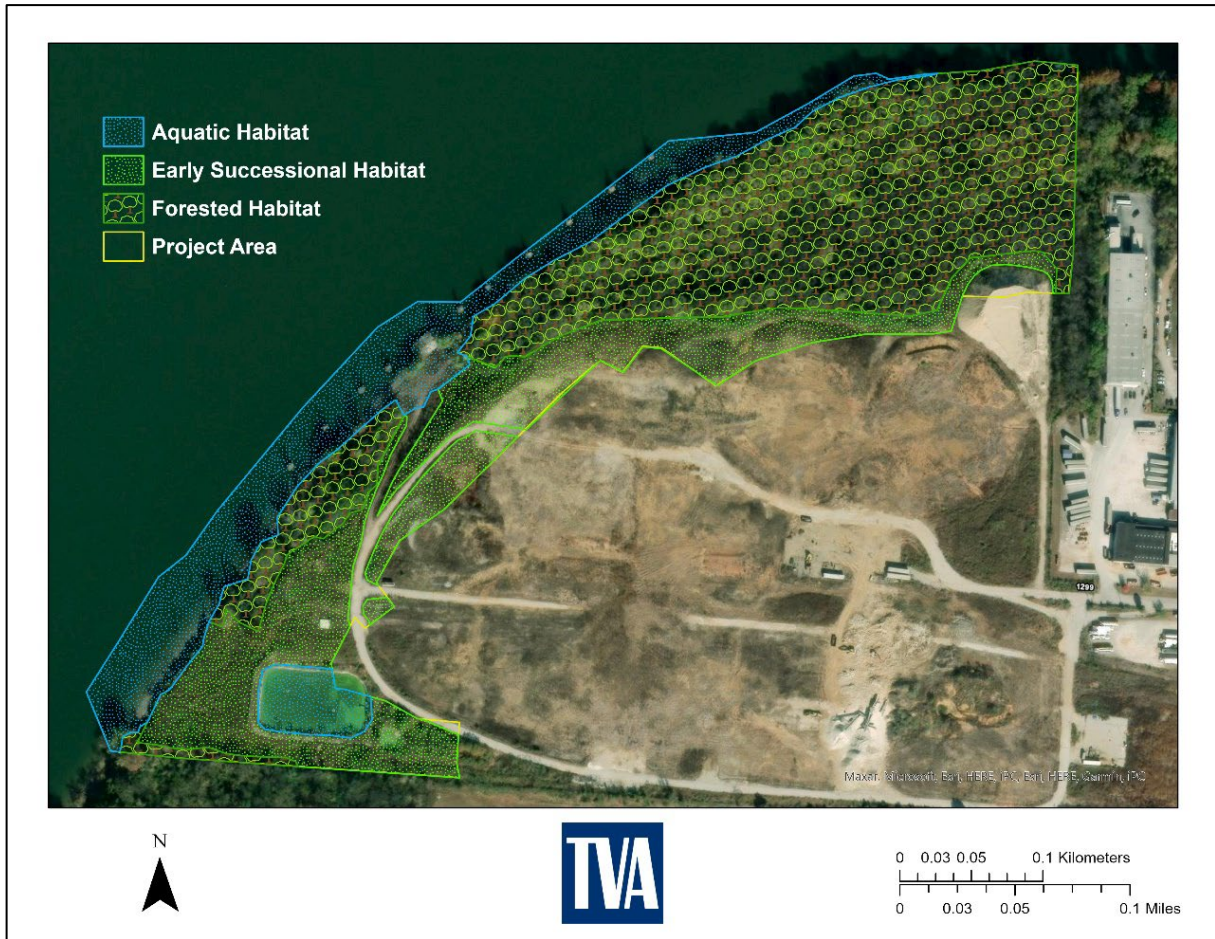 Aquatic Habitat
Early Successional Habitat
Forested Habitat
Project Area
1299
Maxar, Microsoft, Esri, HERE, iPC, Esri, HERE, Garmin, iPC
N
TVA
0 0.03 0.05 0.1 Kilometers
0 0.03 0.05 0.1 Miles